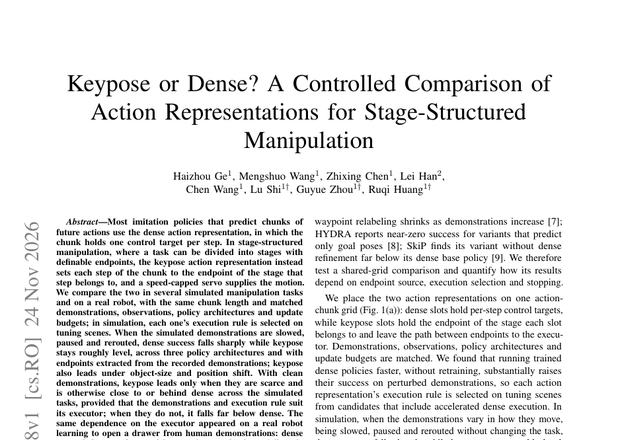 Keypose or Dense? A Controlled Comparison of
Action Representations for Stage-Structured
Manipulation
Haizhou Ge1, Mengshuo Wang1, Zhixing Chen1, Lei Han2,
Chen Wang1, Lu Shi1†, Guyue Zhou1†, Ruqi Huang1†
8v1 [cs.RO] 24 Nov 2026
Abstract—Most imitation policies that predict chunks of
future actions use the dense action representation, in which the
chunk holds one control target per step. In stage-structured
manipulation, where a task can be divided into stages with
definable endpoints, the keypose action representation instead
sets each step of the chunk to the endpoint of the stage that
step belongs to, and a speed-capped servo supplies the motion.
We compare the two in several simulated manipulation tasks
and on a real robot, with the same chunk length and matched
demonstrations, observations, policy architectures and update
budgets; in simulation, each one's execution rule is selected on
tuning scenes. When the simulated demonstrations are slowed,
paused and rerouted, dense success falls sharply while keypose
stays roughly level, across three policy architectures and with
endpoints extracted from the recorded demonstrations; keypose
also leads under object-size and position shift. With clean
demonstrations, keypose leads only when they are scarce and
is otherwise close to or behind dense across the simulated
tasks, provided that the demonstrations and execution rule suit
its executor; when they do not, it falls far below dense. The
same dependence on the executor appeared on a real robot
learning to open a drawer from human demonstrations: dense
waypoint relabeling shrinks as demonstrations increase [7];
HYDRA reports near-zero success for variants that predict
only goal poses [8]; SkiP finds its variant without dense
refinement far below its dense base policy [9]. We therefore
test a shared-grid comparison and quantify how its results
depend on endpoint source, execution selection and stopping.
We place the two action representations on one action-
chunk grid (Fig. 1(a)): dense slots hold per-step control targets,
while keypose slots hold the endpoint of the stage each slot
belongs to and leave the path between endpoints to the execu-
tor. Demonstrations, observations, policy architectures and
update budgets are matched. We found that running trained
dense policies faster, without retraining, substantially raises
their success on perturbed demonstrations, so each action
representation's execution rule is selected on tuning scenes
from candidates that include accelerated dense execution. In
simulation, when the demonstrations vary in how they move,
being slowed, paused and rerouted without changing the task,